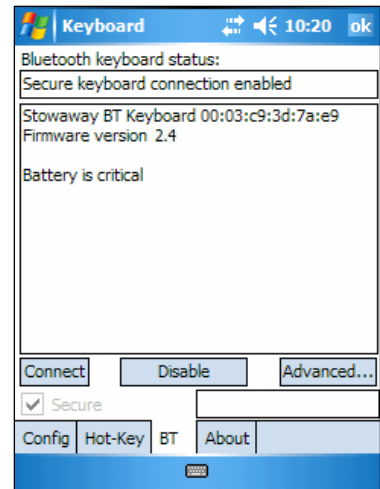 Keyboard 10:20 ok
Bluetooth keyboard status:
Secure keyboard connection enabled
Stowaway BT Keyboard 00:03:c9:3d:7a:e9
Firmware version 2.4
Battery is critical
Connect Disable Advanced...
Secure
Config Hot-Key BT About